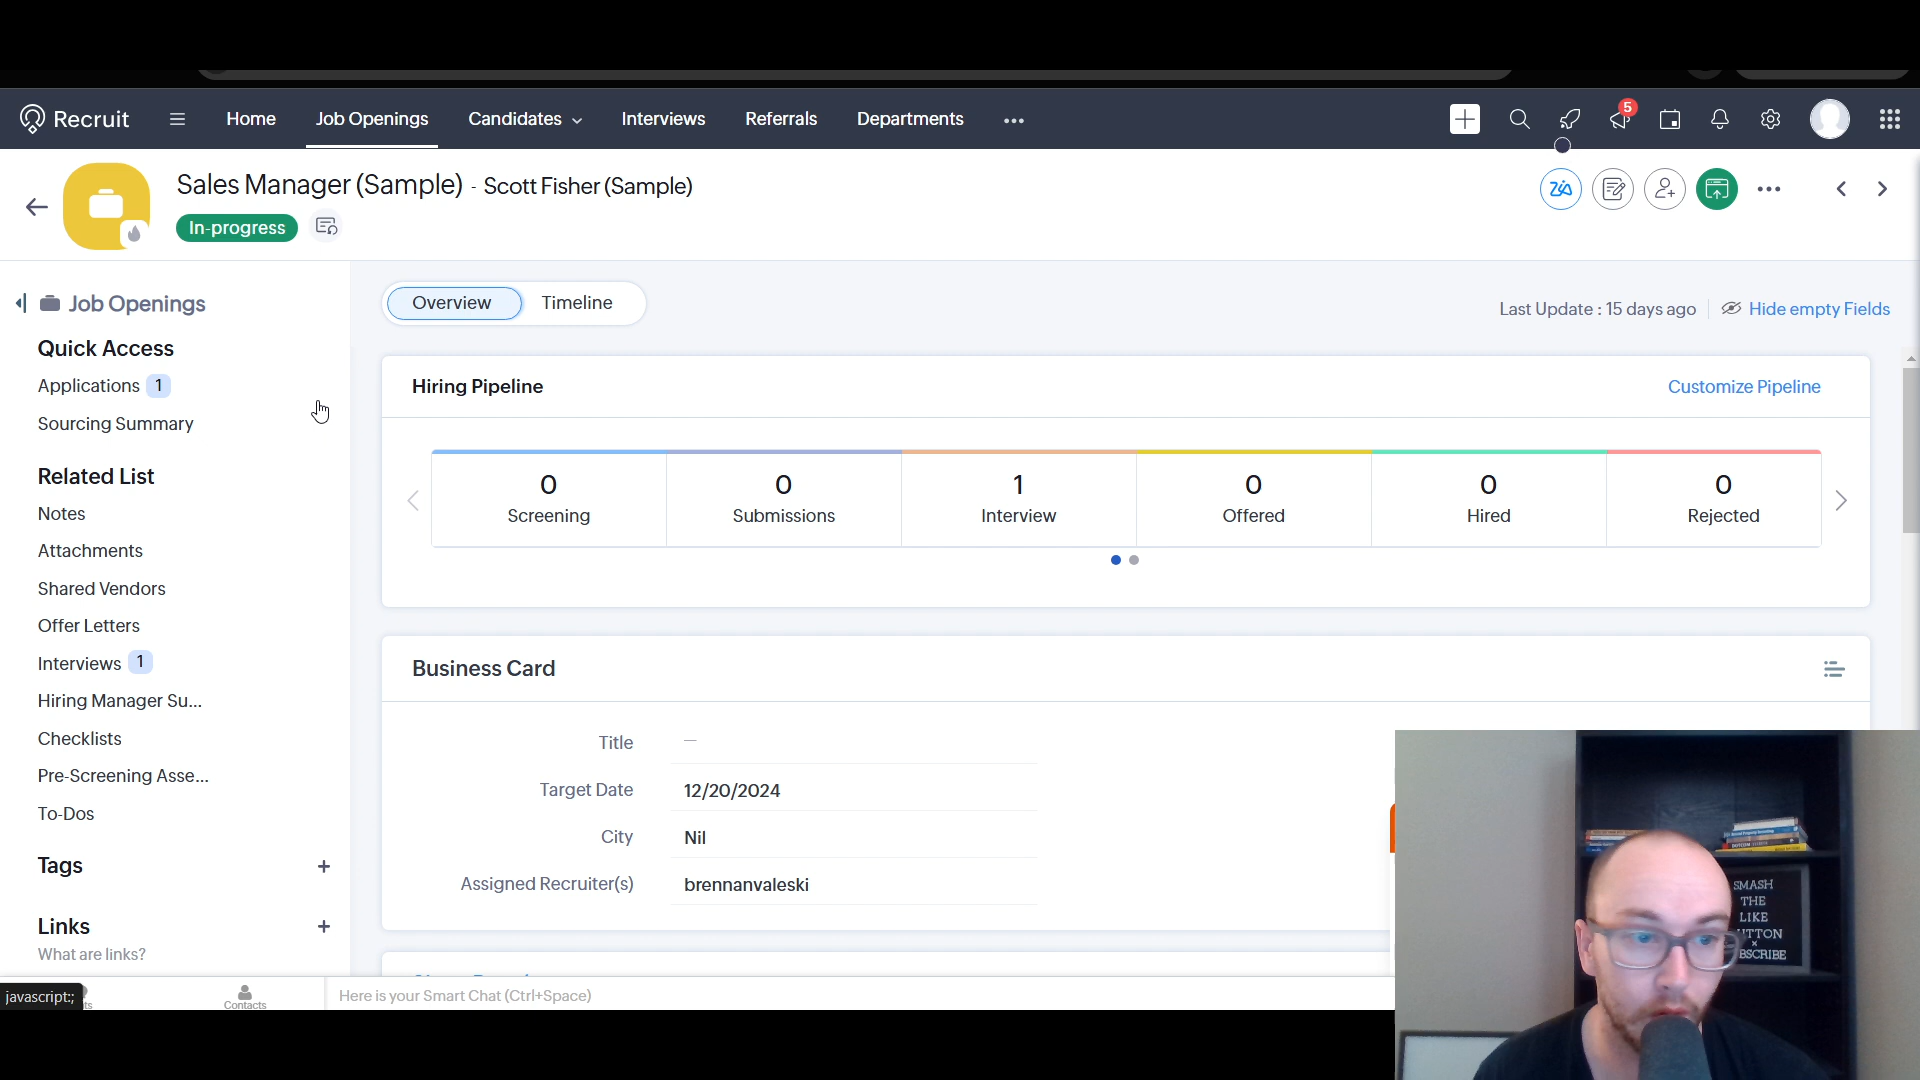 Recruit
Home
Job Openings
Candidates
Interviews
Referrals
Departments
5
Sales Manager (Sample) - Scott Fisher (Sample)
In-progress
Job Openings
Quick Access
Applications 1
Sourcing Summary
Related List
Notes
Attachments
Shared Vendors
Offer Letters
Interviews 1
Hiring Manager Su...
Checklists
Pre-Screening Asse...
To-Dos
Tags +
Links +
What are links?
javascript:;
Contacts
Overview
Timeline
Last Update : 15 days ago
Hide empty Fields
Hiring Pipeline
Customize Pipeline
0
Screening
0
Submissions
1
Interview
0
Offered
0
Hired
0
Rejected
Business Card
Title —
Target Date 12/20/2024
City Nil
Assigned Recruiter(s) brennanvaleski
Here is your Smart Chat (Ctrl+Space)
SMASH
THE
LIKE